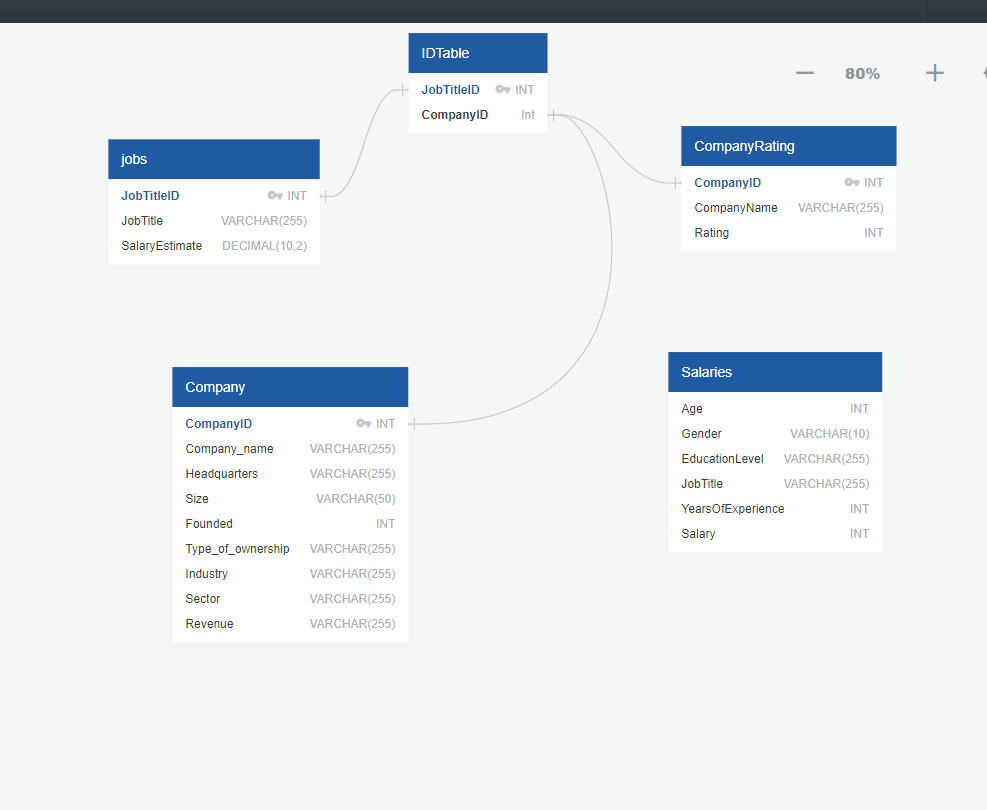 IDTable
JobTitleID INT
CompanyID Int
80%
jobs
JobTitleID INT
JobTitle VARCHAR(255)
SalaryEstimate DECIMAL(10,2)
CompanyRating
CompanyID INT
CompanyName VARCHAR(255)
Rating INT
Company
CompanyID INT
Company_name VARCHAR(255)
Headquarters VARCHAR(255)
Size VARCHAR(50)
Founded INT
Type_of_ownership VARCHAR(255)
Industry VARCHAR(255)
Sector VARCHAR(255)
Revenue VARCHAR(255)
Salaries
Age INT
Gender VARCHAR(10)
EducationLevel VARCHAR(255)
JobTitle VARCHAR(255)
YearsOfExperience INT
Salary INT